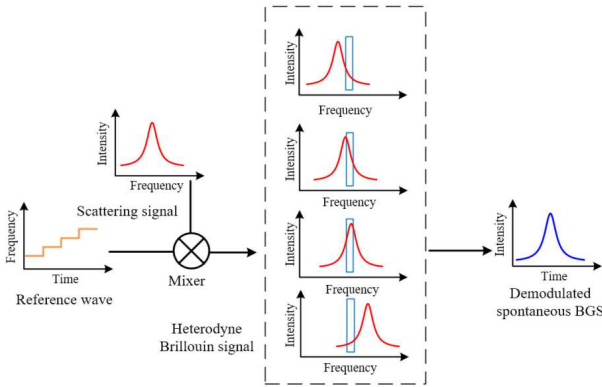 Intensity
Frequency
Scattering signal
Frequency
Time
Reference wave
Mixer
Heterodyne
Brillouin signal
Intensity
Frequency
Intensity
Frequency
Intensity
Frequency
Intensity
Frequency
Intensity
Time
Demodulated
spontaneous BGS